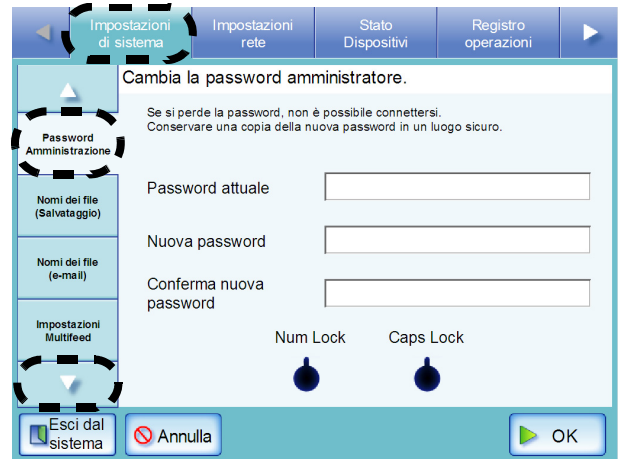 Impostazioni
di sistema
Impostazioni
rete
Stato
Dispositivi
Registro
operazioni
Cambia la password amministratore.
Se si perde la password, non è possibile connettersi.
Conservare una copia della nuova password in un luogo sicuro.
Password
Amministrazione
Nomi dei file
(Salvataggio)
Nomi dei file
(e-mail)
Impostazioni
Multifeed
Password attuale
Nuova password
Conferma nuova
password
Num Lock
Caps Lock
Esci dal
sistema
Annulla
OK